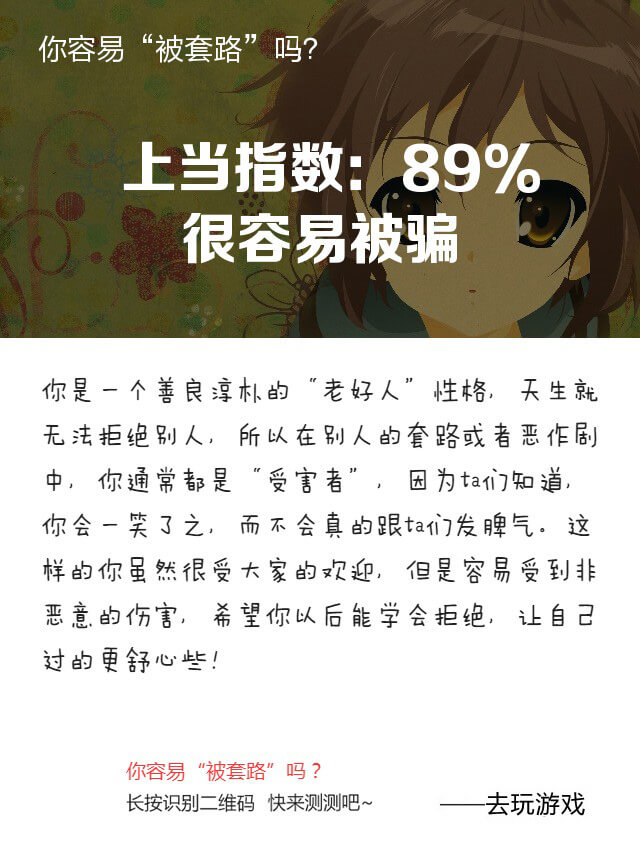 你容易“被套路”吗?
上当指数: 89%
很容易被骗
你是一个善良淳朴的“老好人”性格, 天生就
无法拒绝别人, 所以在别人的套路或者恶作剧
中, 你通常都是“受害者”, 因为ta们知道,
你会一笑了之, 而不会真的跟ta们发脾气。这
样的你虽然很受大家的欢迎, 但是容易受到非
恶意的伤害, 希望你以后能学会拒绝, 让自己
过的更舒心些!
你容易“被套路”吗？
长按识别二维码 快来测测吧~
——去玩游戏